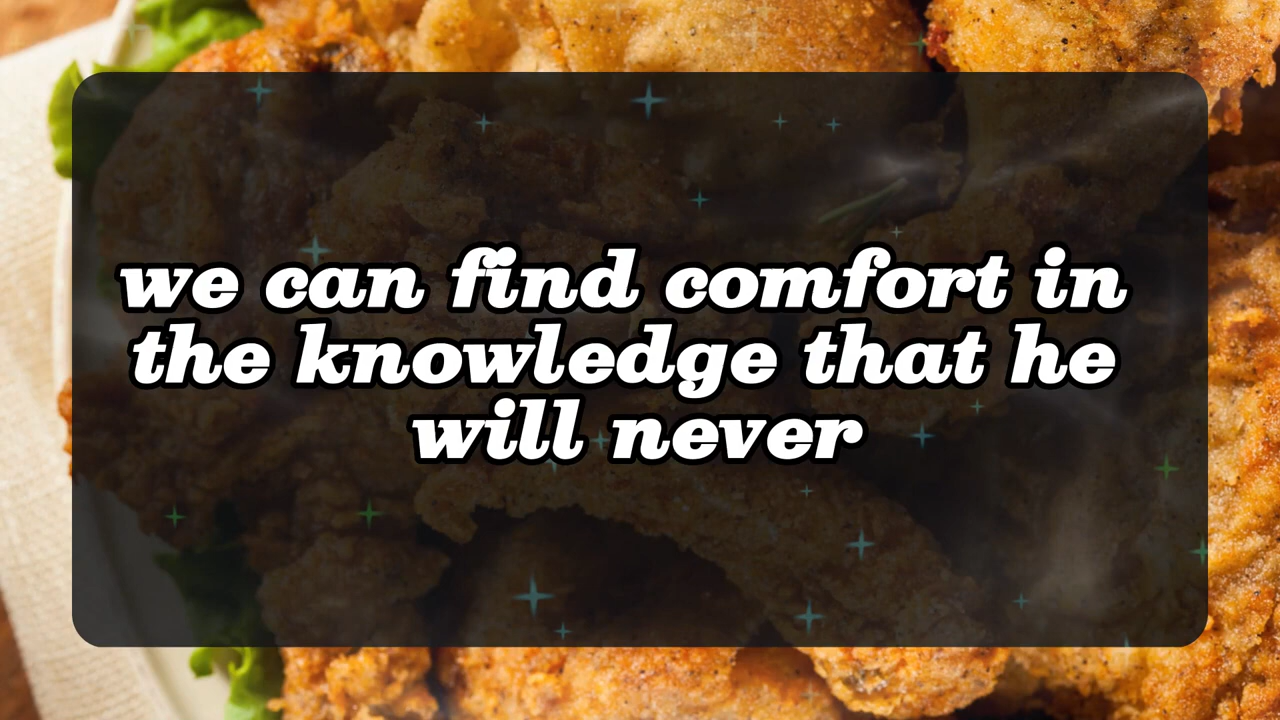 we can find comfort in
the knowledge that he
will never